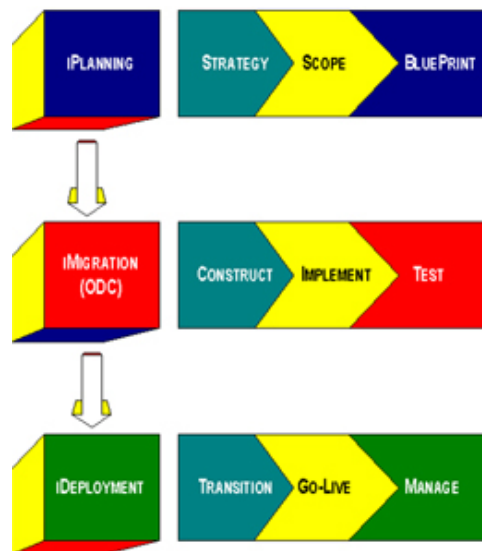 iPLANNING STRATEGY SCOPE BLUEPRINT
iMIGRATION
(ODC) CONSTRUCT IMPLEMENT TEST
iDEPLOYMENT TRANSITION GO-LIVE MANAGE